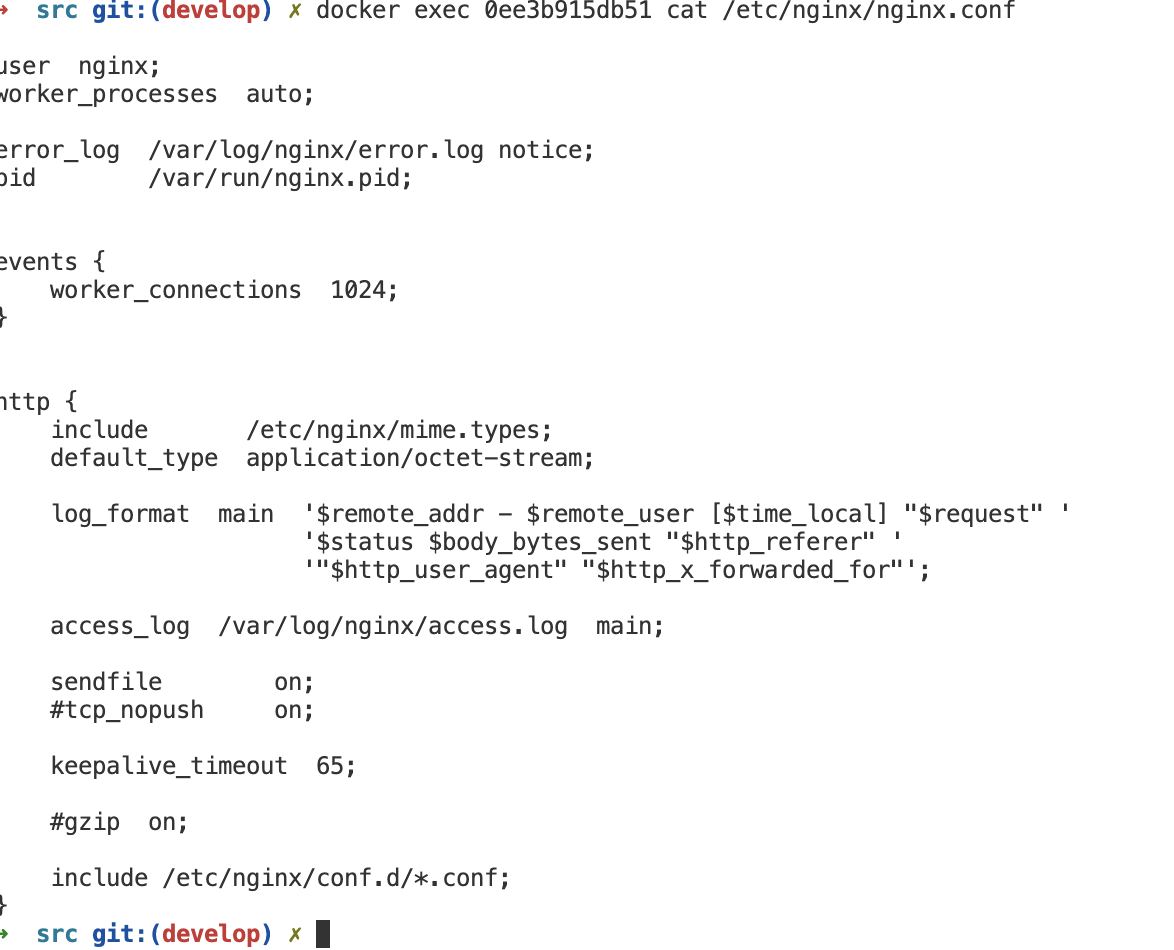 ➜  src git:(develop) ✗ docker exec 0ee3b915db51 cat /etc/nginx/nginx.conf
user  nginx;
worker_processes  auto;
error_log  /var/log/nginx/error.log notice;
pid        /var/run/nginx.pid;
events {
    worker_connections  1024;
}
http {
    include       /etc/nginx/mime.types;
    default_type  application/octet-stream;
    log_format  main  '$remote_addr - $remote_user [$time_local] "$request" '
                      '$status $body_bytes_sent "$http_referer" '
                      '"$http_user_agent" "$http_x_forwarded_for"';
    access_log  /var/log/nginx/access.log  main;
    sendfile        on;
    #tcp_nopush     on;
    keepalive_timeout  65;
    #gzip  on;
    include /etc/nginx/conf.d/*.conf;
}
➜  src git:(develop) ✗